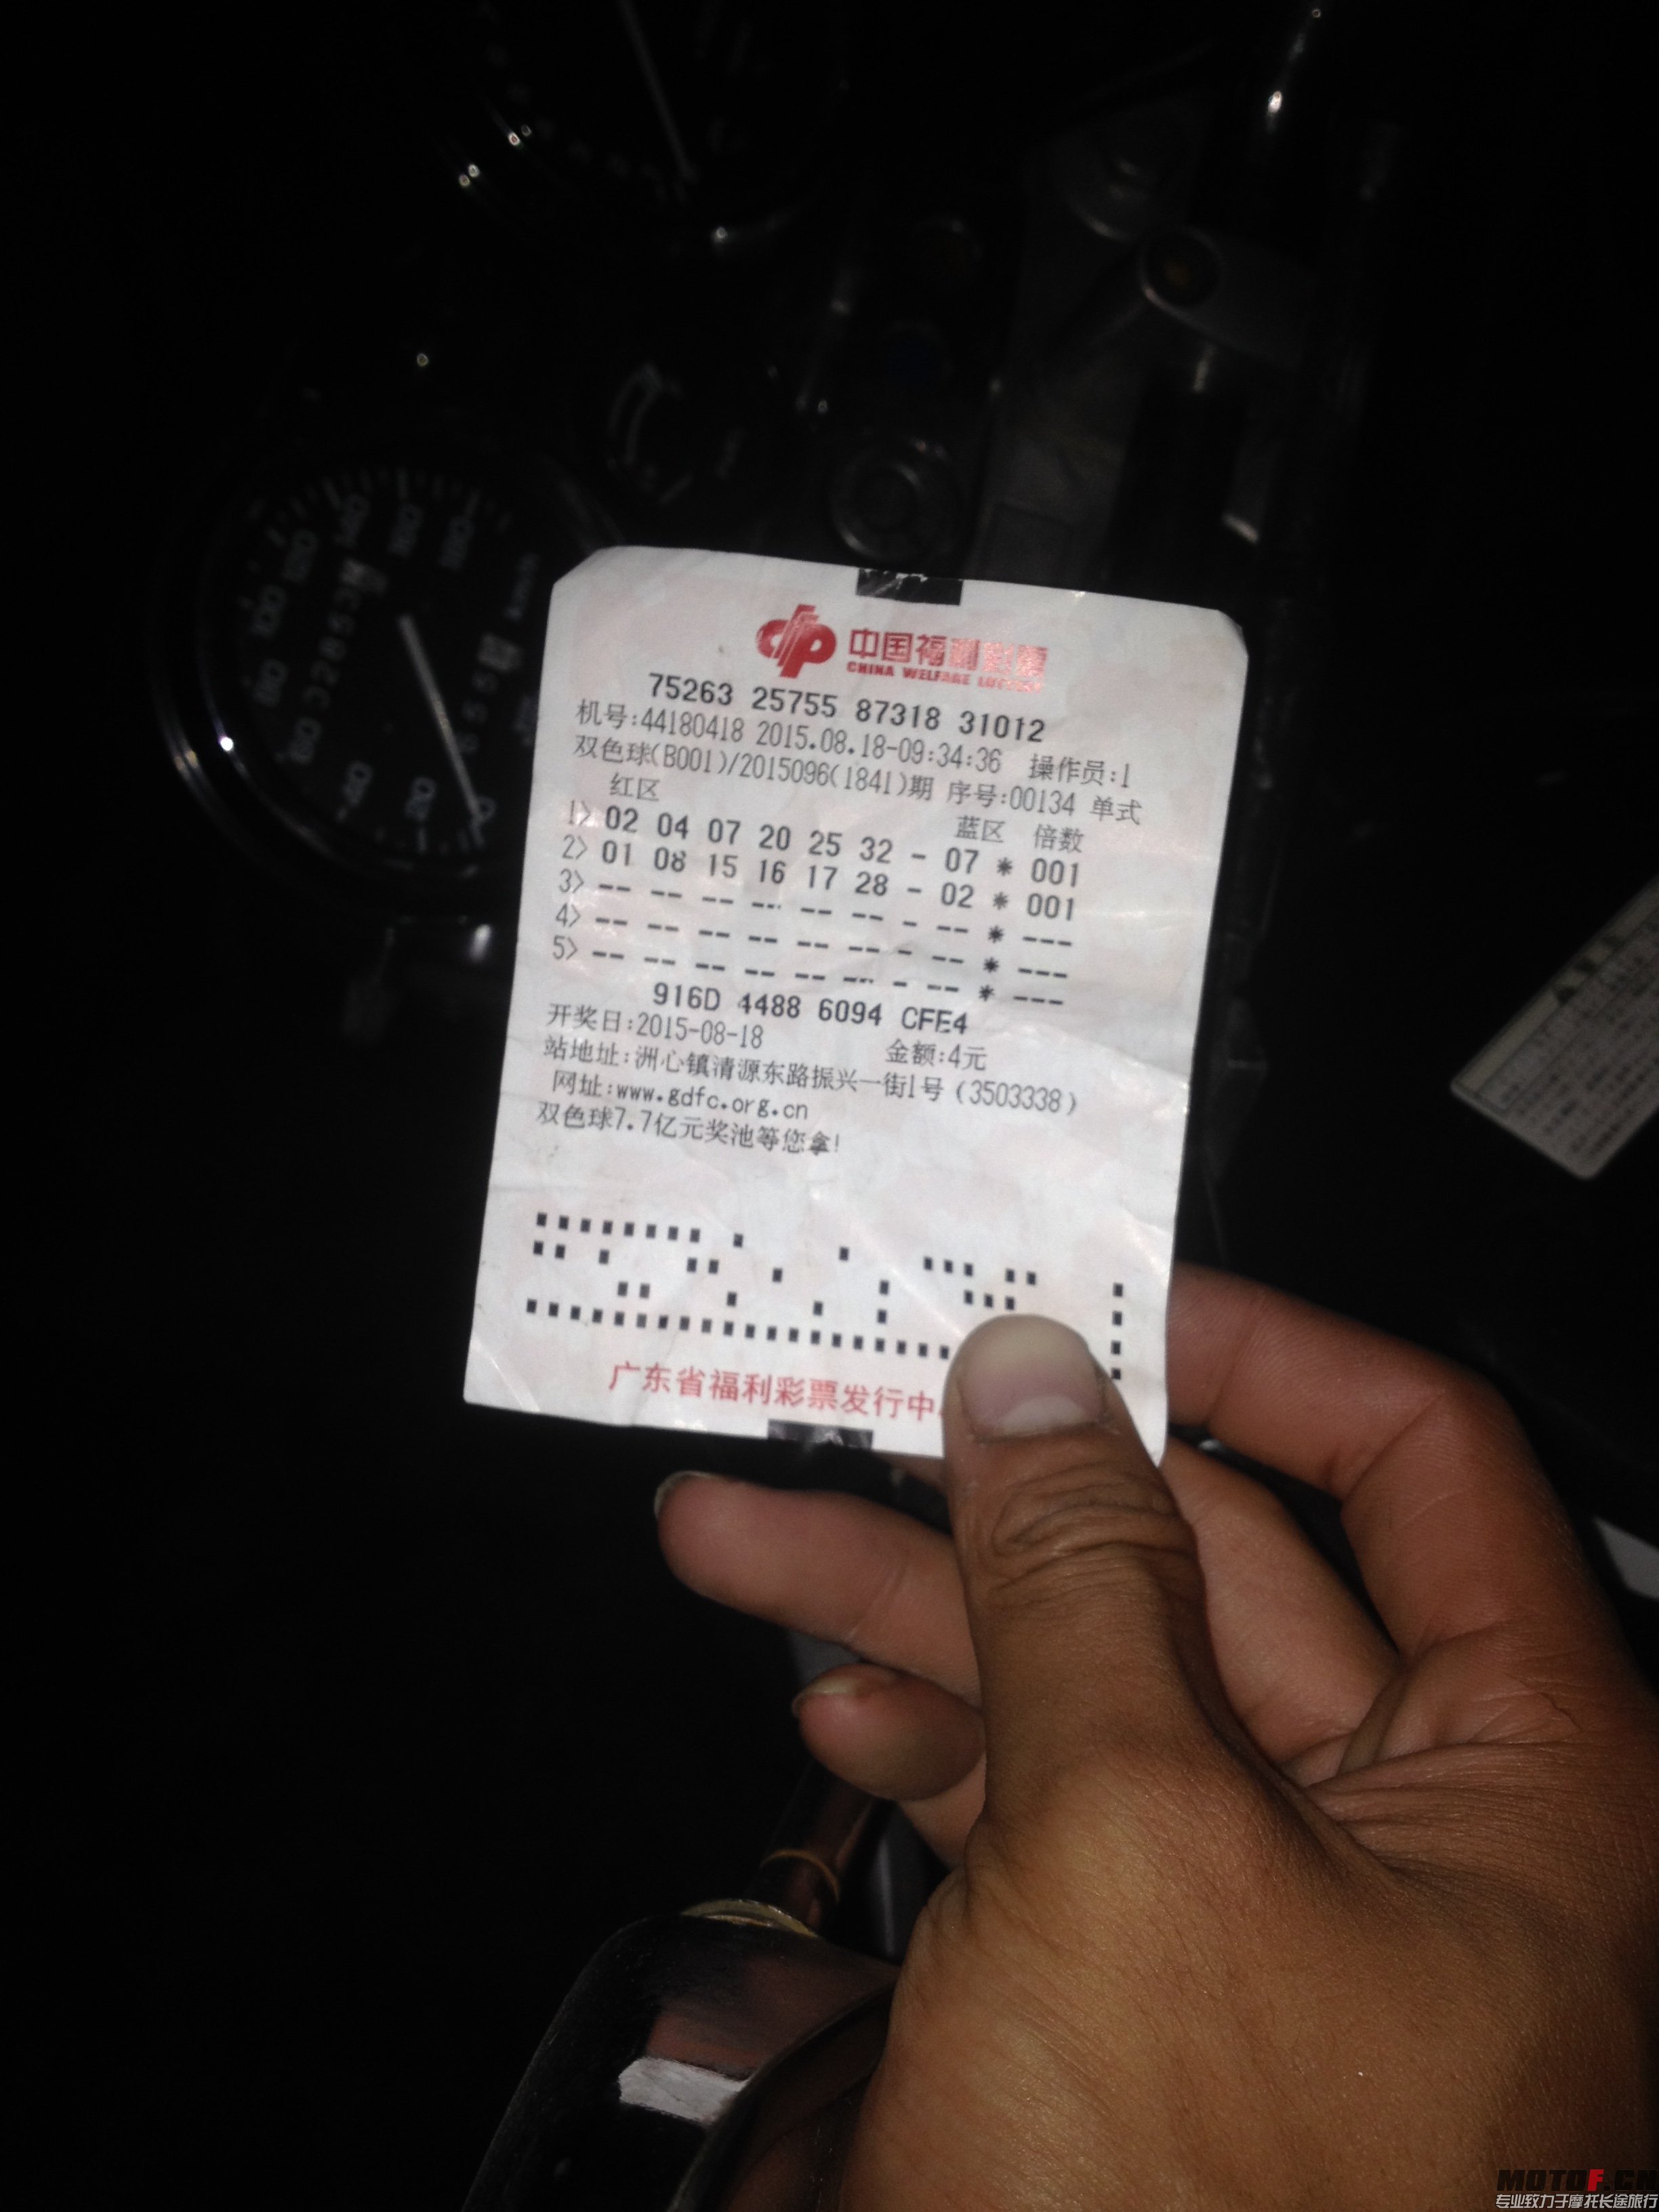 中国福利彩票
CHINA WELFARE LOTTERY
75263 25755 87318 31012
机号:44180418 2015.08.18-09:34:36 操作员:1
双色球(B001)/2015096(1841)期 序号:00134 单式
红区 蓝区 倍数
1> 02 04 07 20 25 32 - 07 * 001
2> 01 08 15 16 17 28 - 02 * 001
3> -- -- -- -- -- -- - -- * ---
4> -- -- -- -- -- -- - -- * ---
5> -- -- -- -- -- -- - -- * ---
916D 4488 6094 CFE4
开奖日:2015-08-18 金额:4元
站地址:洲心镇清源东路振兴一街1号 (3503338)
网址:www.gdfc.org.cn
双色球7.7亿元奖池等您拿!
广东省福利彩票发行中
km/h
MOTOF.CN
专业致力于摩托长途旅行